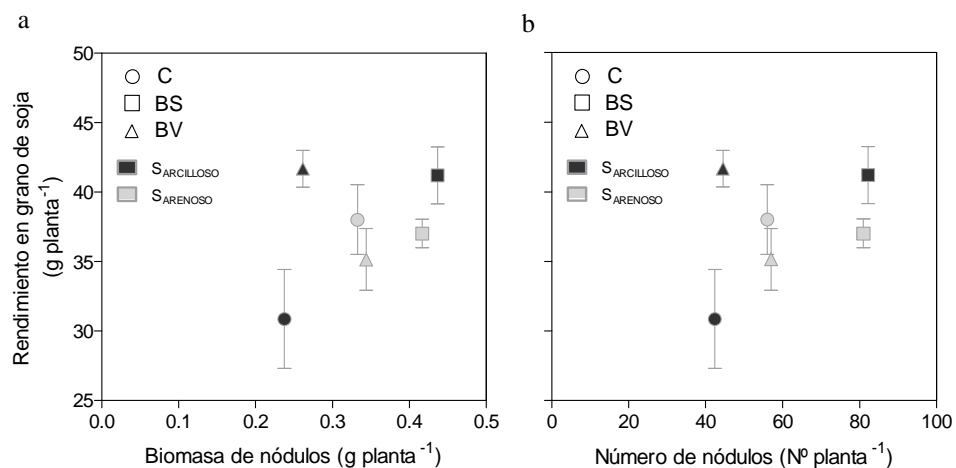 a
b
50
45
40
35
30
25
Rendimiento en grano de soja
(g planta-1)
C
BS
BV
SARCILLOSO
SARENOSO
C
BS
BV
SARCILLOSO
SARENOSO
0.0 0.1 0.2 0.3 0.4 0.5
0 20 40 60 80 100
Biomasa de nódulos (g planta -1)
Número de nódulos (Nº planta -1)